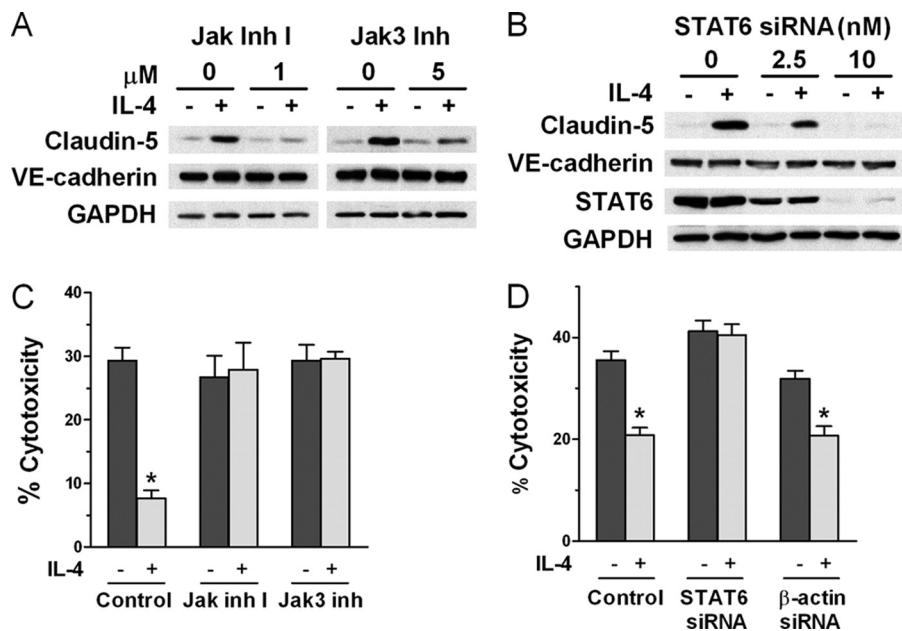 A
Jak Inh I Jak3 Inh
μM 0 1 0 5
IL-4 - + - + - + - +
Claudin-5
VE-cadherin
GAPDH
B
STAT6 siRNA (nM)
0 2.5 10
IL-4 - + - + - +
Claudin-5
VE-cadherin
STAT6
GAPDH
C
% Cytotoxicity
40
30
20
10
0
*
IL-4 - + - + - +
Control Jak inh I Jak3 inh
D
% Cytotoxicity
40
20
0
* *
IL-4 - + - + - +
Control STAT6 β-actin
siRNA siRNA